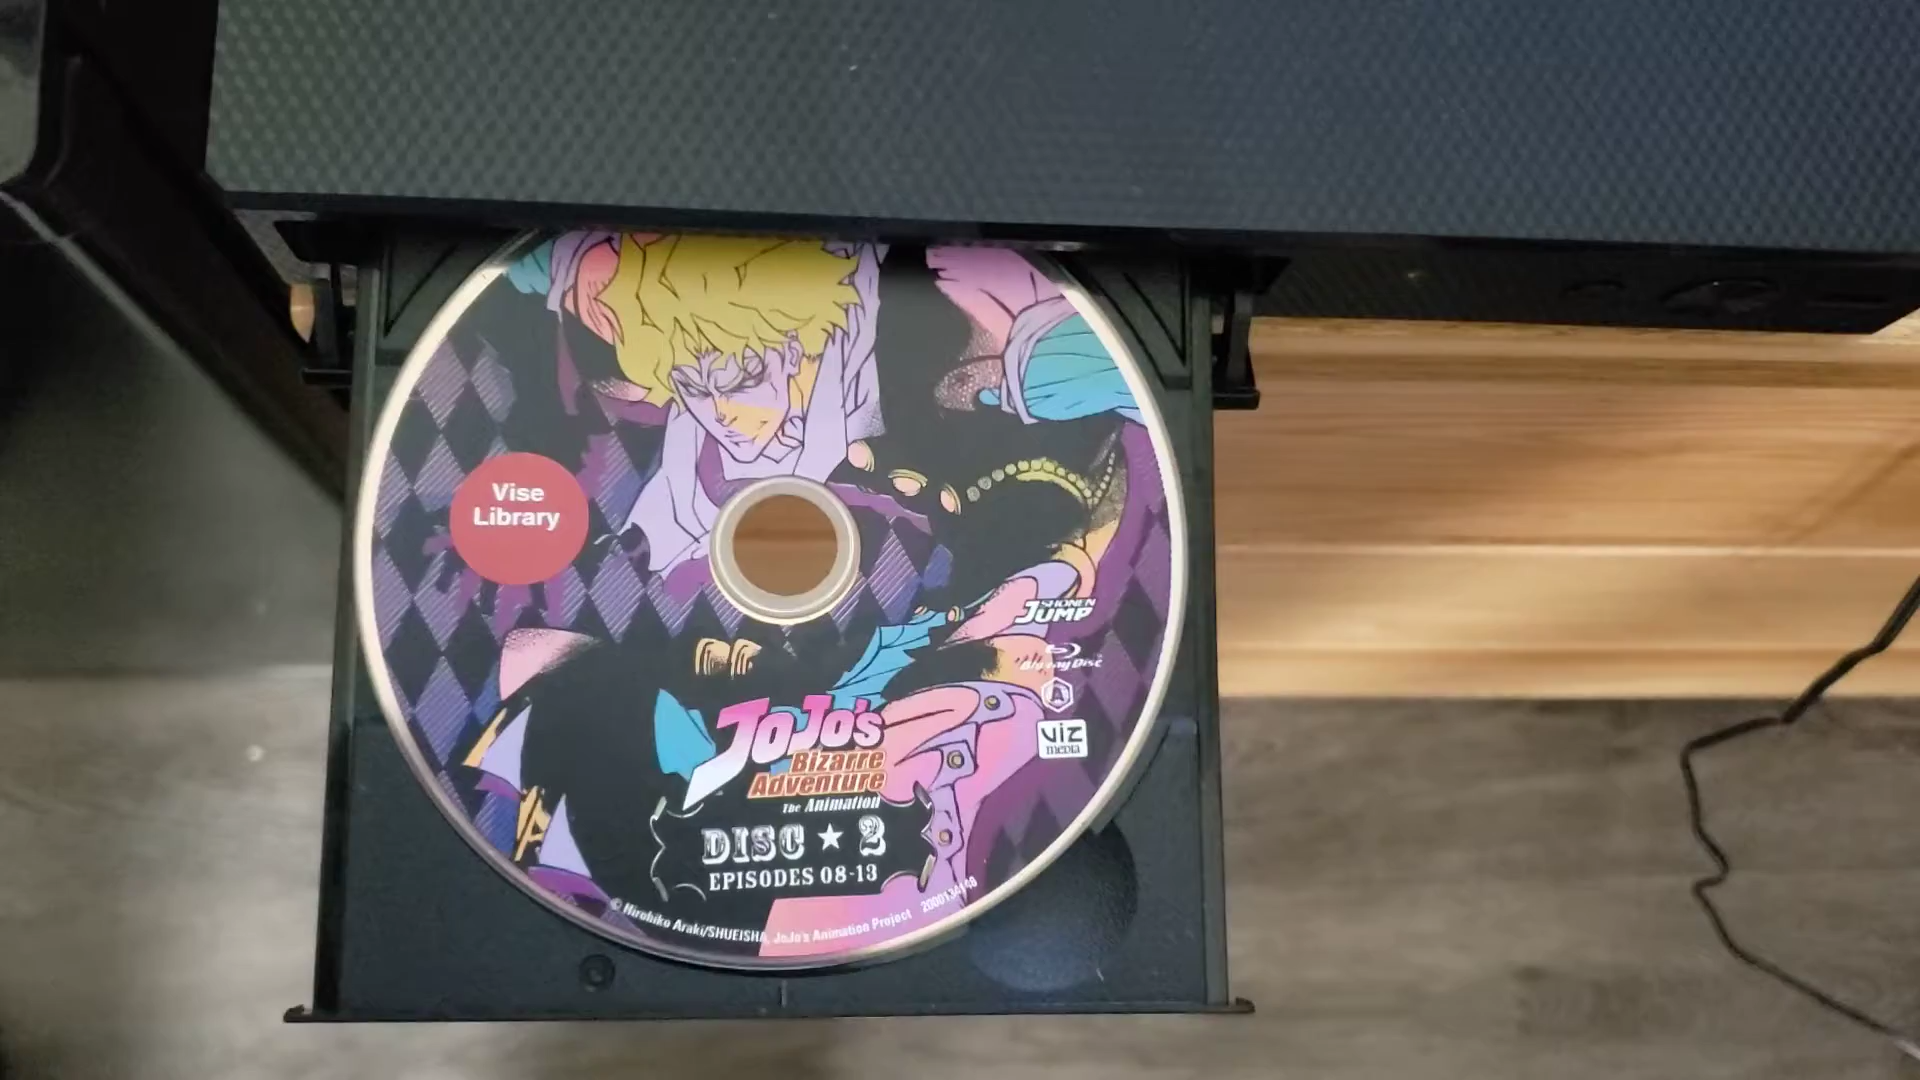 Vise
Library
SHONEN
JUMP
Blu-ray Disc
A
VIZ
media
JoJo's
Bizarre
Adventure
The Animation
DISC ★ 2
EPISODES 08-13
© Hirohiko Araki/SHUEISHA, JoJo's Animation Project 2000134148